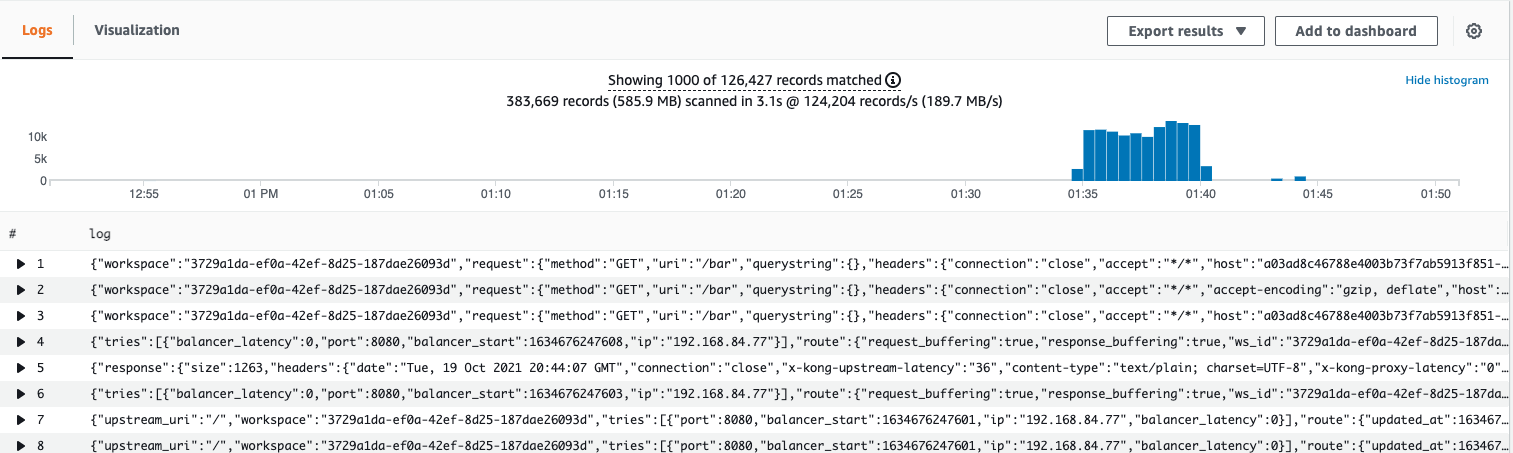 Logs Visualization Export results ▼ Add to dashboard
Showing 1000 of 126,427 records matched
Hide histogram
383,669 records (585.9 MB) scanned in 3.1s @ 124,204 records/s (189.7 MB/s)
10k
5k
0
12:55 01 PM 01:05 01:10 01:15 01:20 01:25 01:30 01:35 01:40 01:45 01:50
# log
1 {"workspace":"3729a1da-ef0a-42ef-8d25-187dae26093d","request":{"method":"GET","uri":"/bar","querystring":{},"headers":{"connection":"close","accept":"*/*","host":"a03ad8c46788e4003b73f7ab5913f851-…
2 {"workspace":"3729a1da-ef0a-42ef-8d25-187dae26093d","request":{"method":"GET","uri":"/bar","querystring":{},"headers":{"connection":"close","accept":"*/*","accept-encoding":"gzip, deflate","host":…
3 {"workspace":"3729a1da-ef0a-42ef-8d25-187dae26093d","request":{"method":"GET","uri":"/bar","querystring":{},"headers":{"connection":"close","accept":"*/*","host":"a03ad8c46788e4003b73f7ab5913f851-…
4 {"tries":[{"balancer_latency":0,"port":8080,"balancer_start":1634676247608,"ip":"192.168.84.77"}],"route":{"request_buffering":true,"response_buffering":true,"ws_id":"3729a1da-ef0a-42ef-8d25-187da…
5 {"response":{"size":1263,"headers":{"date":"Tue, 19 Oct 2021 20:44:07 GMT","connection":"close","x-kong-upstream-latency":"36","content-type":"text/plain; charset=UTF-8","x-kong-proxy-latency":"0"…
6 {"tries":[{"balancer_latency":0,"port":8080,"balancer_start":1634676247603,"ip":"192.168.84.77"}],"route":{"request_buffering":true,"response_buffering":true,"ws_id":"3729a1da-ef0a-42ef-8d25-187da…
7 {"upstream_uri":"/","workspace":"3729a1da-ef0a-42ef-8d25-187dae26093d","tries":[{"port":8080,"balancer_start":1634676247601,"ip":"192.168.84.77","balancer_latency":0}],"route":{"updated_at":163467…
8 {"upstream_uri":"/","workspace":"3729a1da-ef0a-42ef-8d25-187dae26093d","tries":[{"port":8080,"balancer_start":1634676247601,"ip":"192.168.84.77","balancer_latency":0}],"route":{"updated_at":163467…